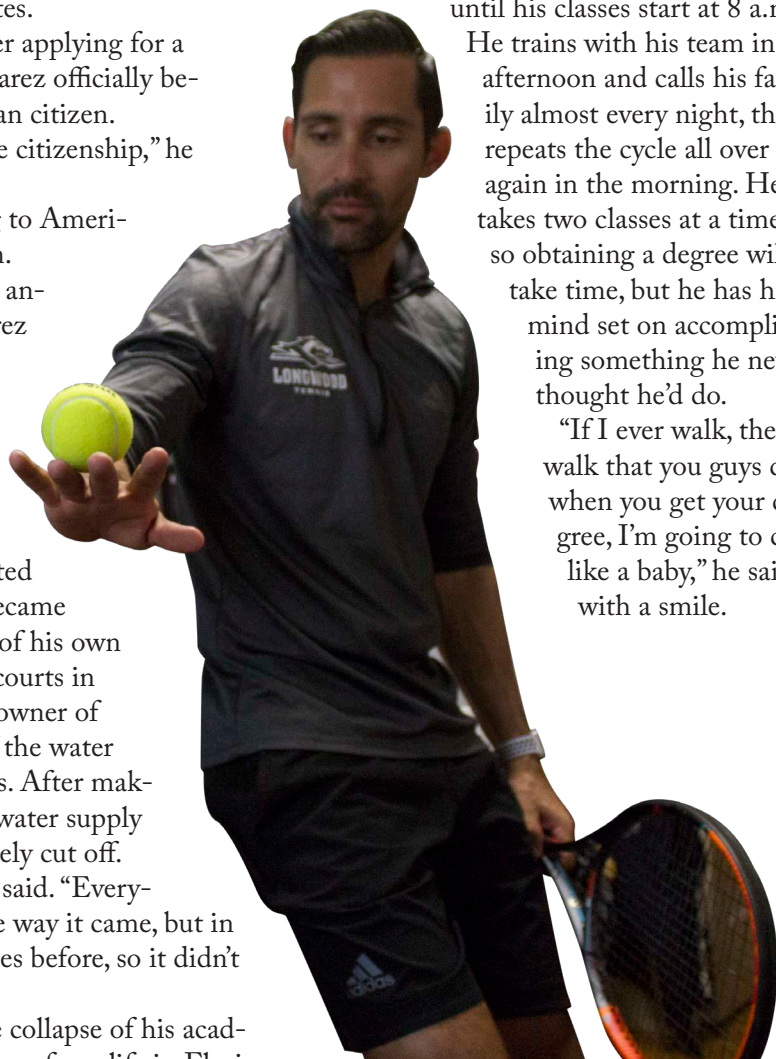 tes.
er applying for a
arez officially be-
an citizen.
e citizenship,” he
to Ameri-
n.
an-
rez
ted
ecame
of his own
courts in
owner of
the water
s. After mak-
water supply
ely cut off.
said. “Every-
e way it came, but in
es before, so it didn’t
e collapse of his acad-
until his classes start at 8 a.m
He trains with his team in
afternoon and calls his fa
ily almost every night, th
repeats the cycle all over
again in the morning. He
takes two classes at a time
so obtaining a degree wil
take time, but he has h
mind set on accompli
ing something he ne
thought he’d do.
“If I ever walk, the
walk that you guys
when you get your
gree, I’m going to c
like a baby,” he sai
with a smile.
LONGWOOD
TENNIS
adidas